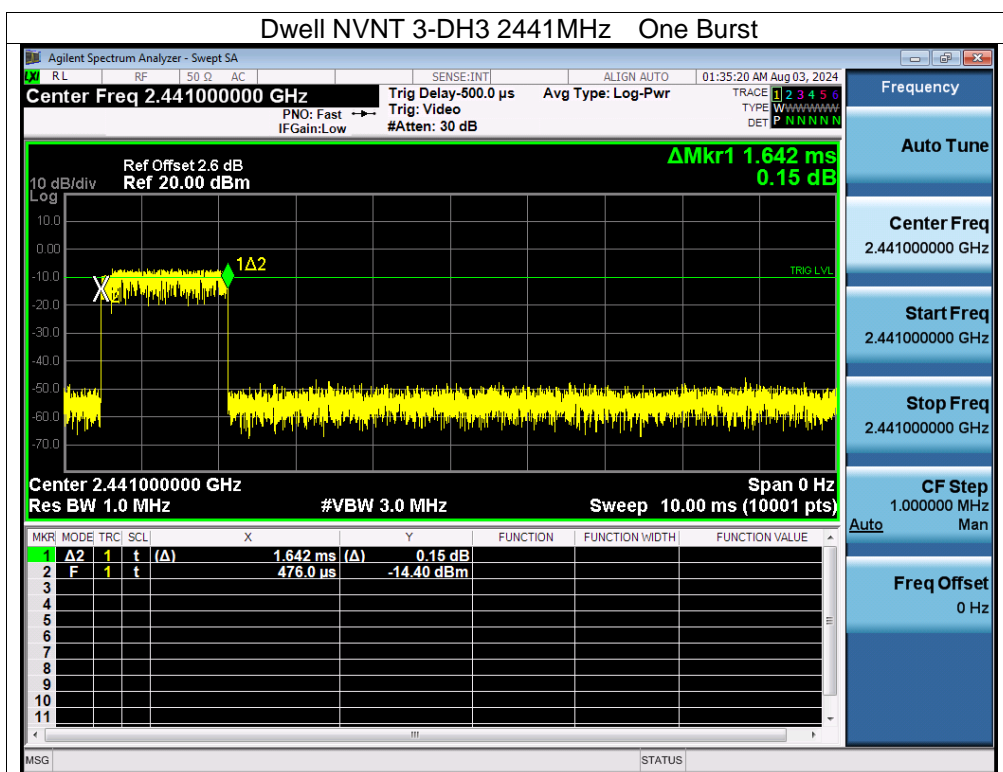 Dwell NVNT 3-DH3 2441MHz One Burst
Agilent Spectrum Analyzer - Swept SA
LXI RL RF 50 Ω AC SENSE:INT ALIGN AUTO 01:35:20 AM Aug 03, 2024
Center Freq 2.441000000 GHz Trig Delay-500.0 µs Avg Type: Log-Pwr TRACE 1 2 3 4 5 6
PNO: Fast Trig: Video TYPE WWWWWW
IFGain:Low #Atten: 30 dB DET P N N N N N
Frequency
Auto Tune
Center Freq
2.441000000 GHz
Start Freq
2.441000000 GHz
Stop Freq
2.441000000 GHz
CF Step
1.000000 MHz
Auto Man
Freq Offset
0 Hz
ΔMkr1 1.642 ms
0.15 dB
Ref Offset 2.6 dB
10 dB/div Ref 20.00 dBm
Log
10.0
0.00
-10.0
-20.0
-30.0
-40.0
-50.0
-60.0
-70.0
1Δ2
2
TRIG LVL
Center 2.441000000 GHz Span 0 Hz
Res BW 1.0 MHz #VBW 3.0 MHz Sweep 10.00 ms (10001 pts)
MKR MODE TRC SCL X Y FUNCTION FUNCTION WIDTH FUNCTION VALUE
1 Δ2 1 t (Δ) 1.642 ms (Δ) 0.15 dB
2 F 1 t 476.0 µs -14.40 dBm
3
4
5
6
7
8
9
10
11
MSG STATUS